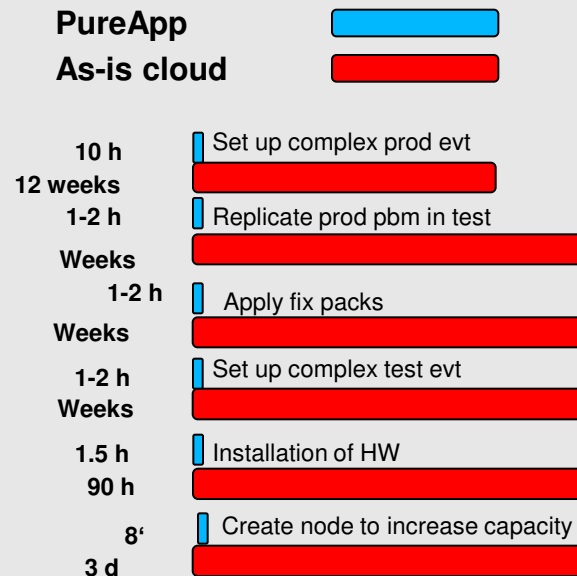 PureApp
As-is cloud
10 h
Set up complex prod evt
12 weeks
1-2 h
Replicate prod pbm in test
Weeks
1-2 h
Apply fix packs
Weeks
1-2 h
Set up complex test evt
Weeks
1.5 h
Installation of HW
90 h
8‘
Create node to increase capacity
3 d